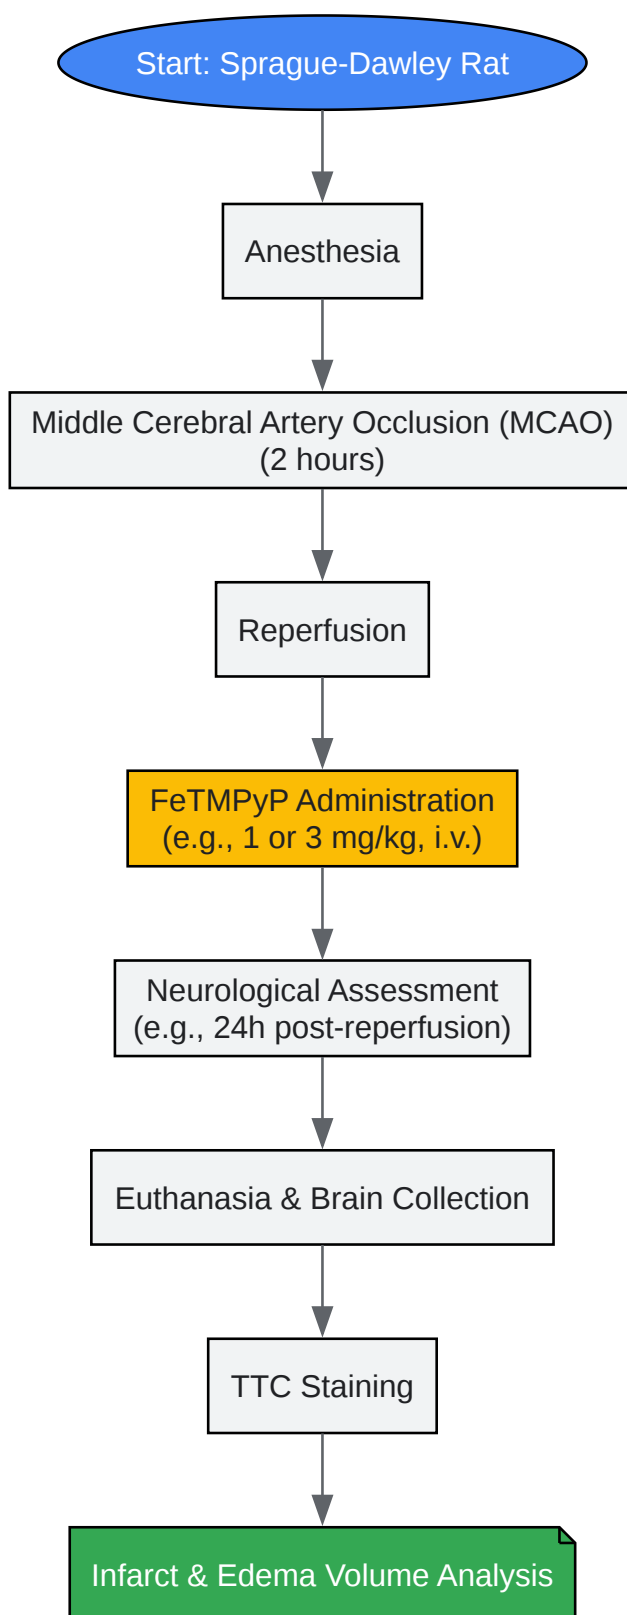 Start: Sprague-Dawley Rat
Anesthesia
Middle Cerebral Artery Occlusion (MCAO)
(2 hours)
Reperfusion
FeTMPyP Administration
(e.g., 1 or 3 mg/kg, i.v.)
Neurological Assessment
(e.g., 24h post-reperfusion)
Euthanasia & Brain Collection
TTC Staining
Infarct & Edema Volume Analysis